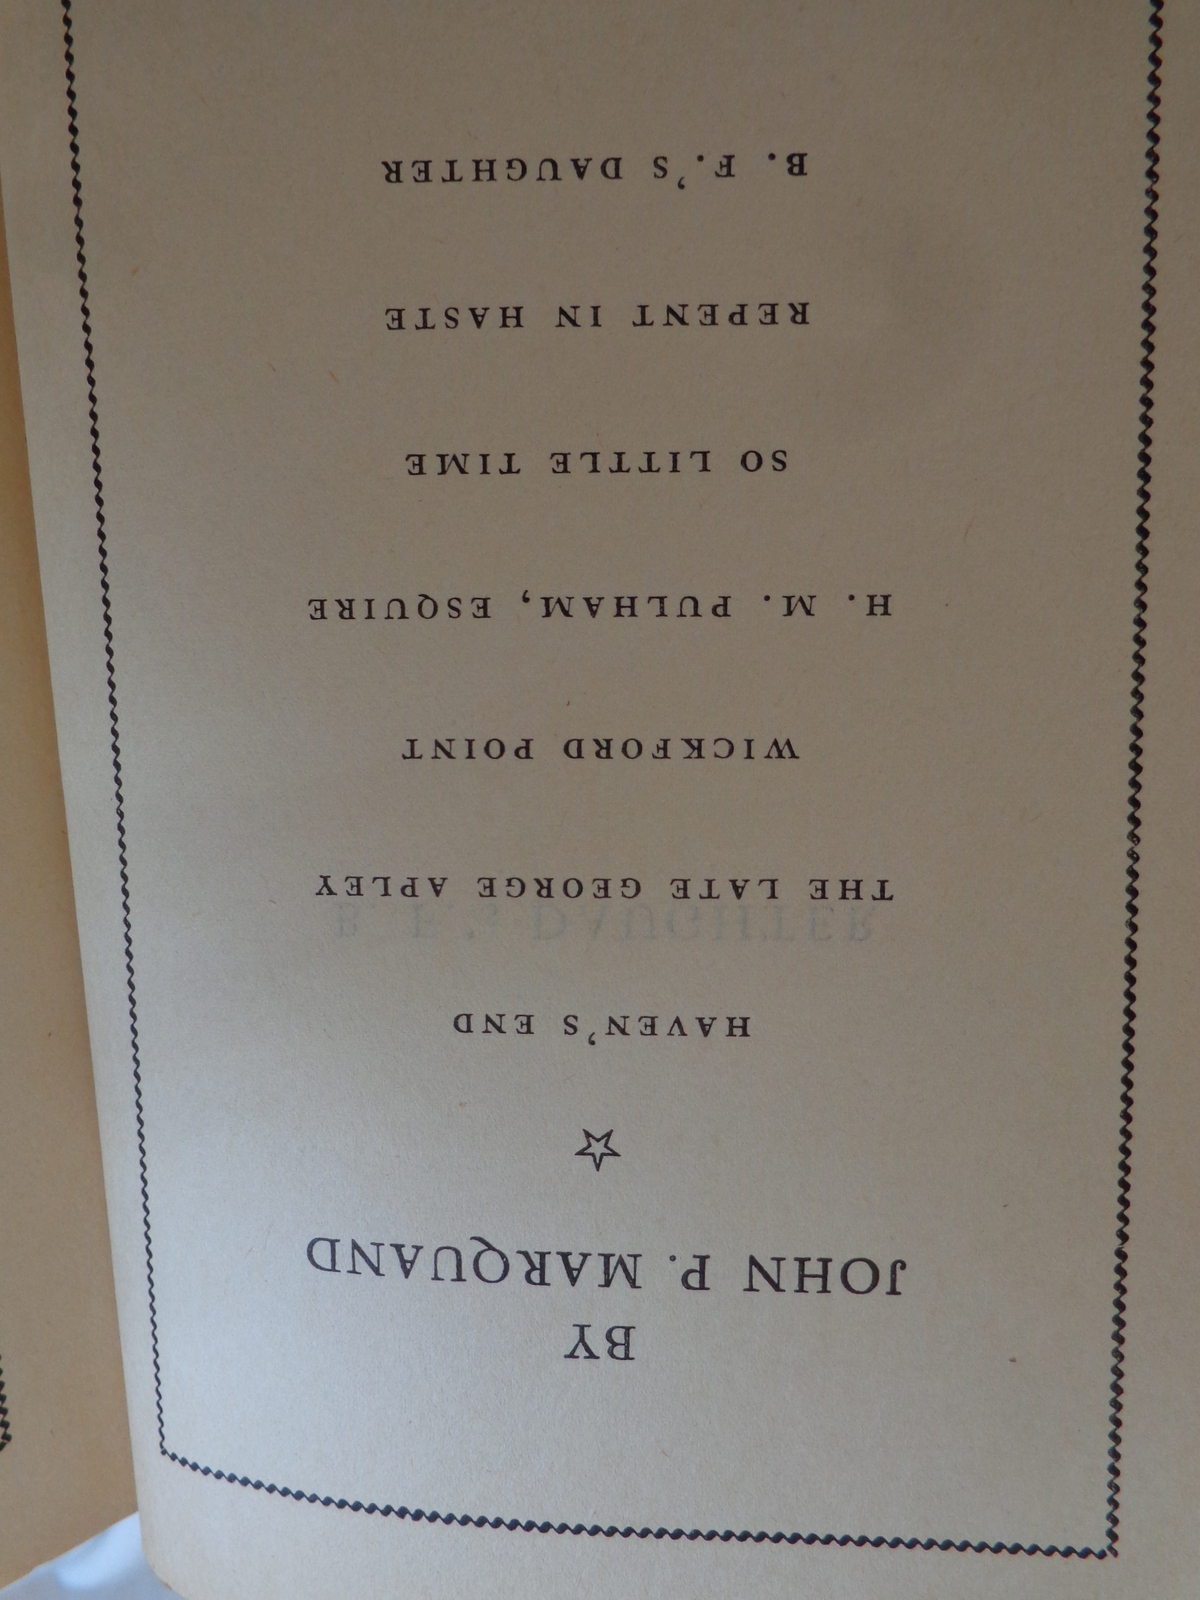 BY
JOHN P. MARQUAND
HAVEN'S END
THE LATE GEORGE APLEY
WICKFORD POINT
H. M. PULHAM, ESQUIRE
SO LITTLE TIME
REPENT IN HASTE
B. F.'S DAUGHTER
B. F.'s DAUGHTER